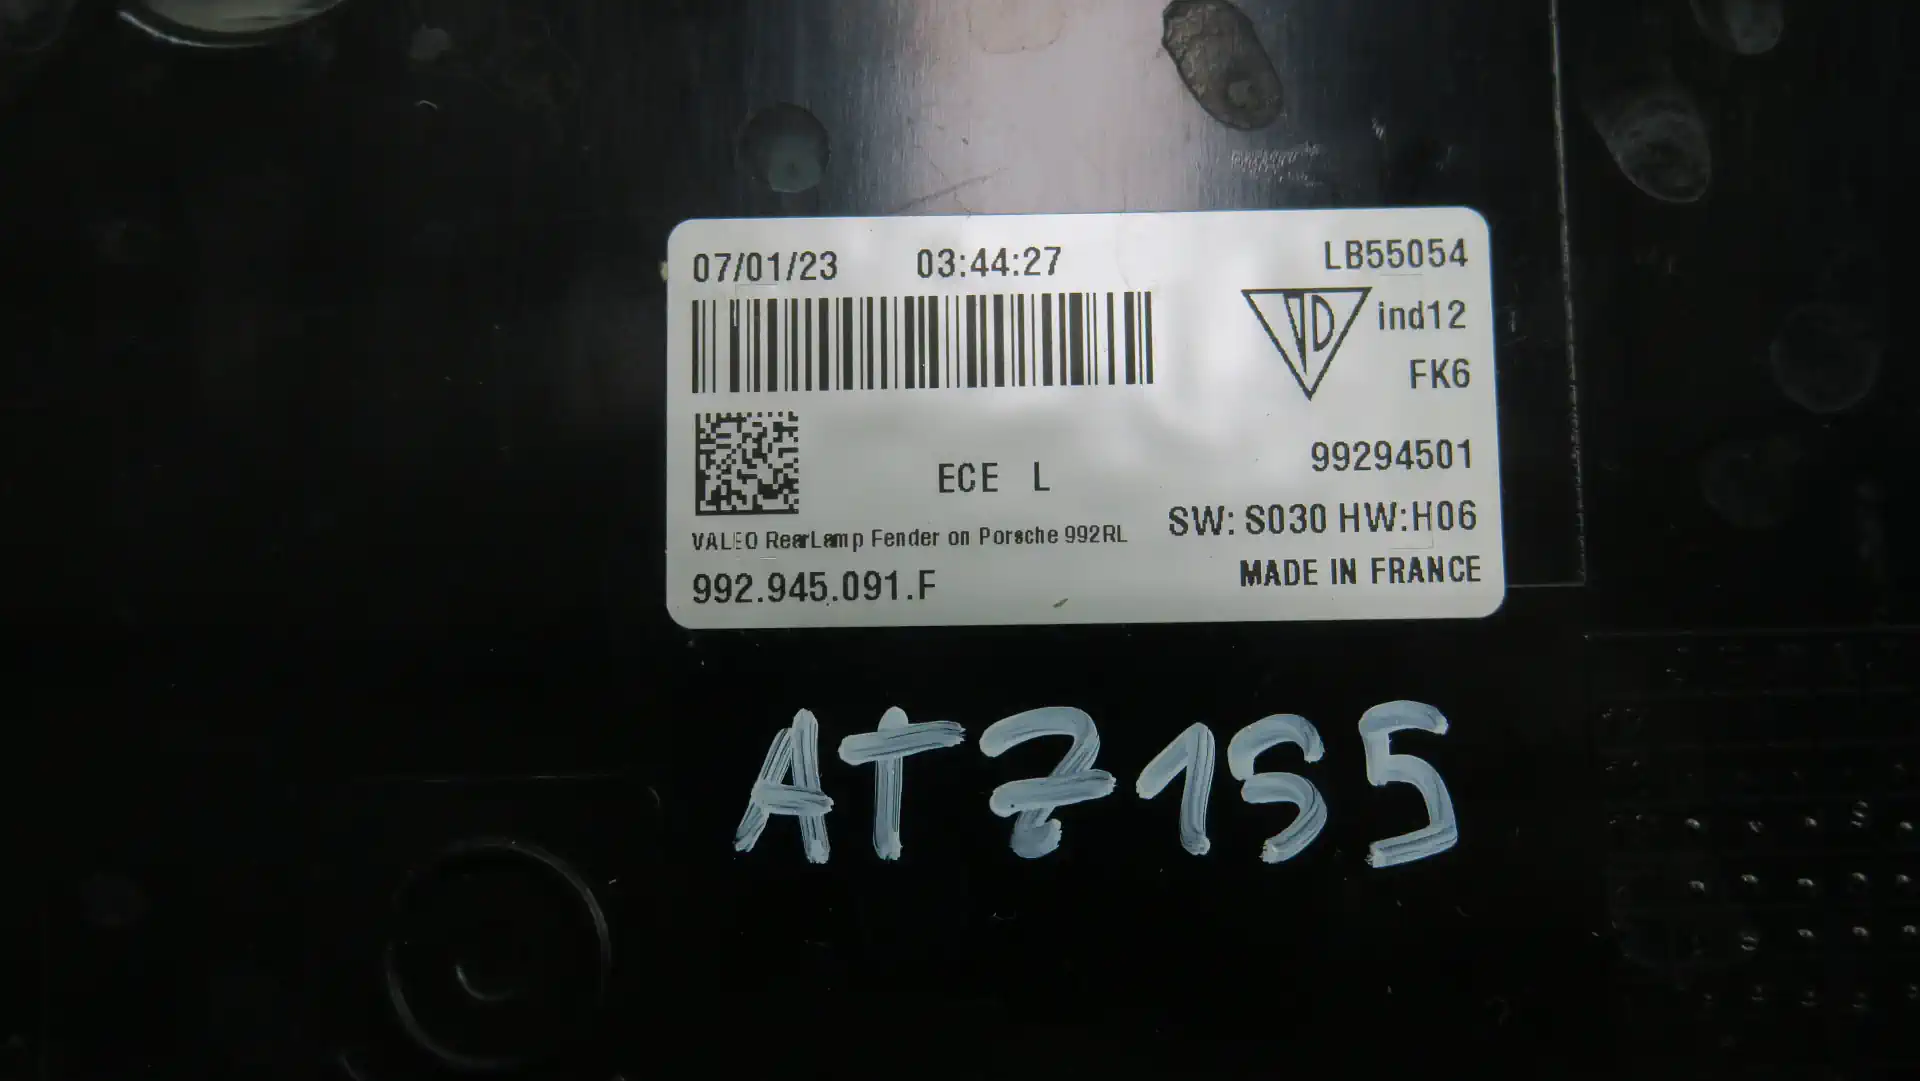 07/01/23 03:44:27 LB55054
ind12
FK6
99294501
ECE L
SW: S030 HW:H06
VALEO RearLamp Fender on Porsche 992RL
MADE IN FRANCE
992.945.091.F
AT7155